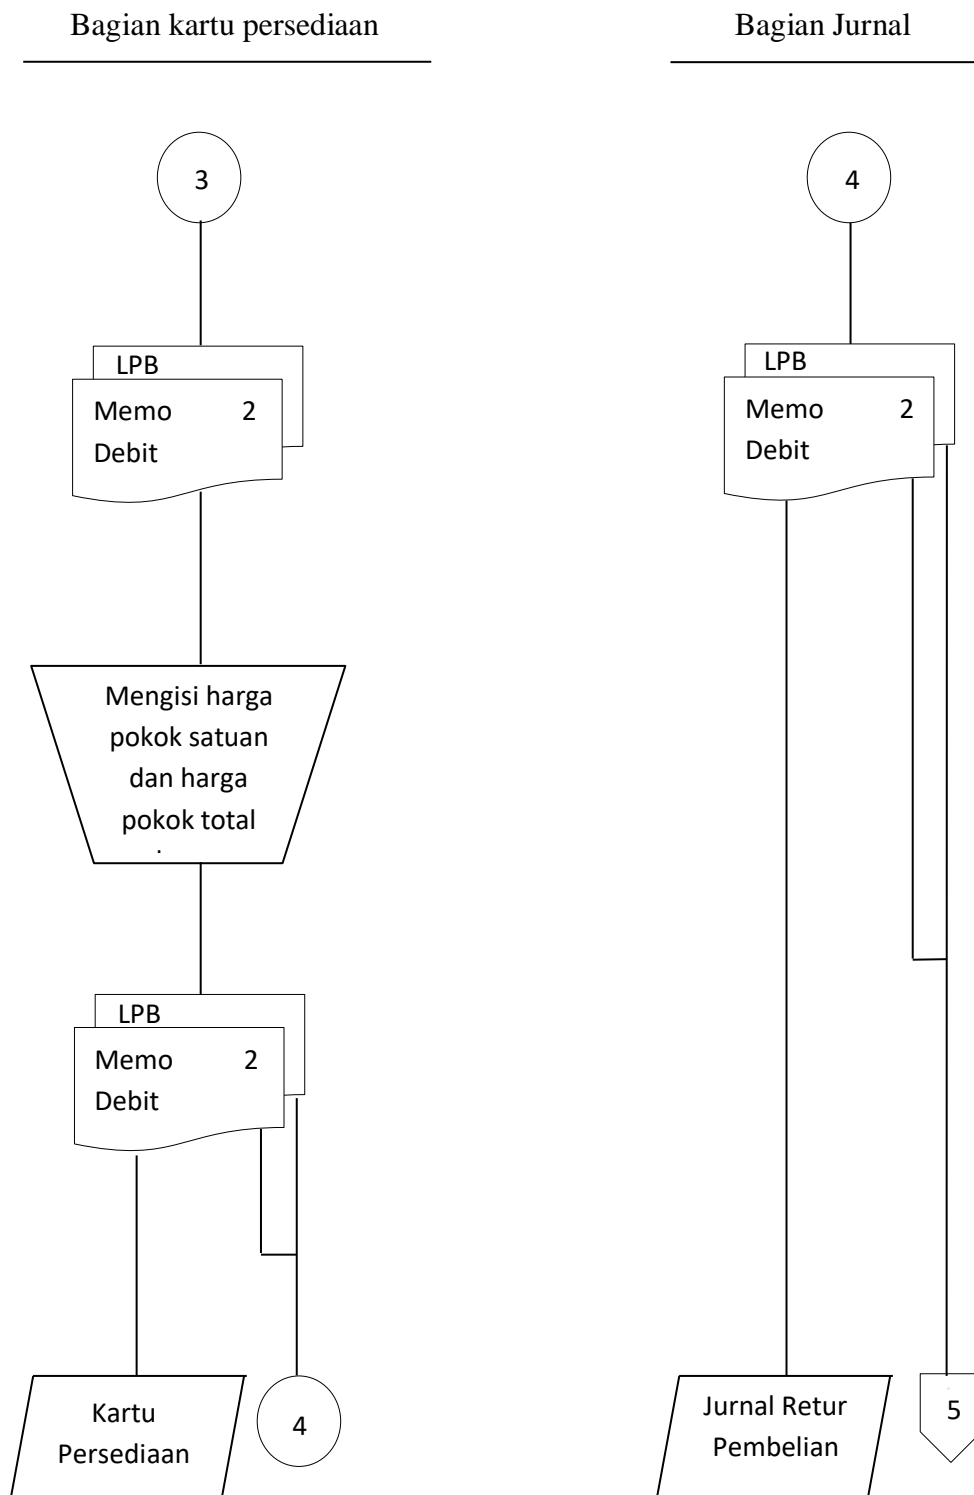 Bagian kartu persediaan
3
LPB
Memo 2
Debit
Mengisi harga
pokok satuan
dan harga
pokok total
LPB
Memo 2
Debit
Kartu
Persediaan
4
Bagian Jurnal
4
LPB
Memo 2
Debit
Jurnal Retur
Pembelian
5